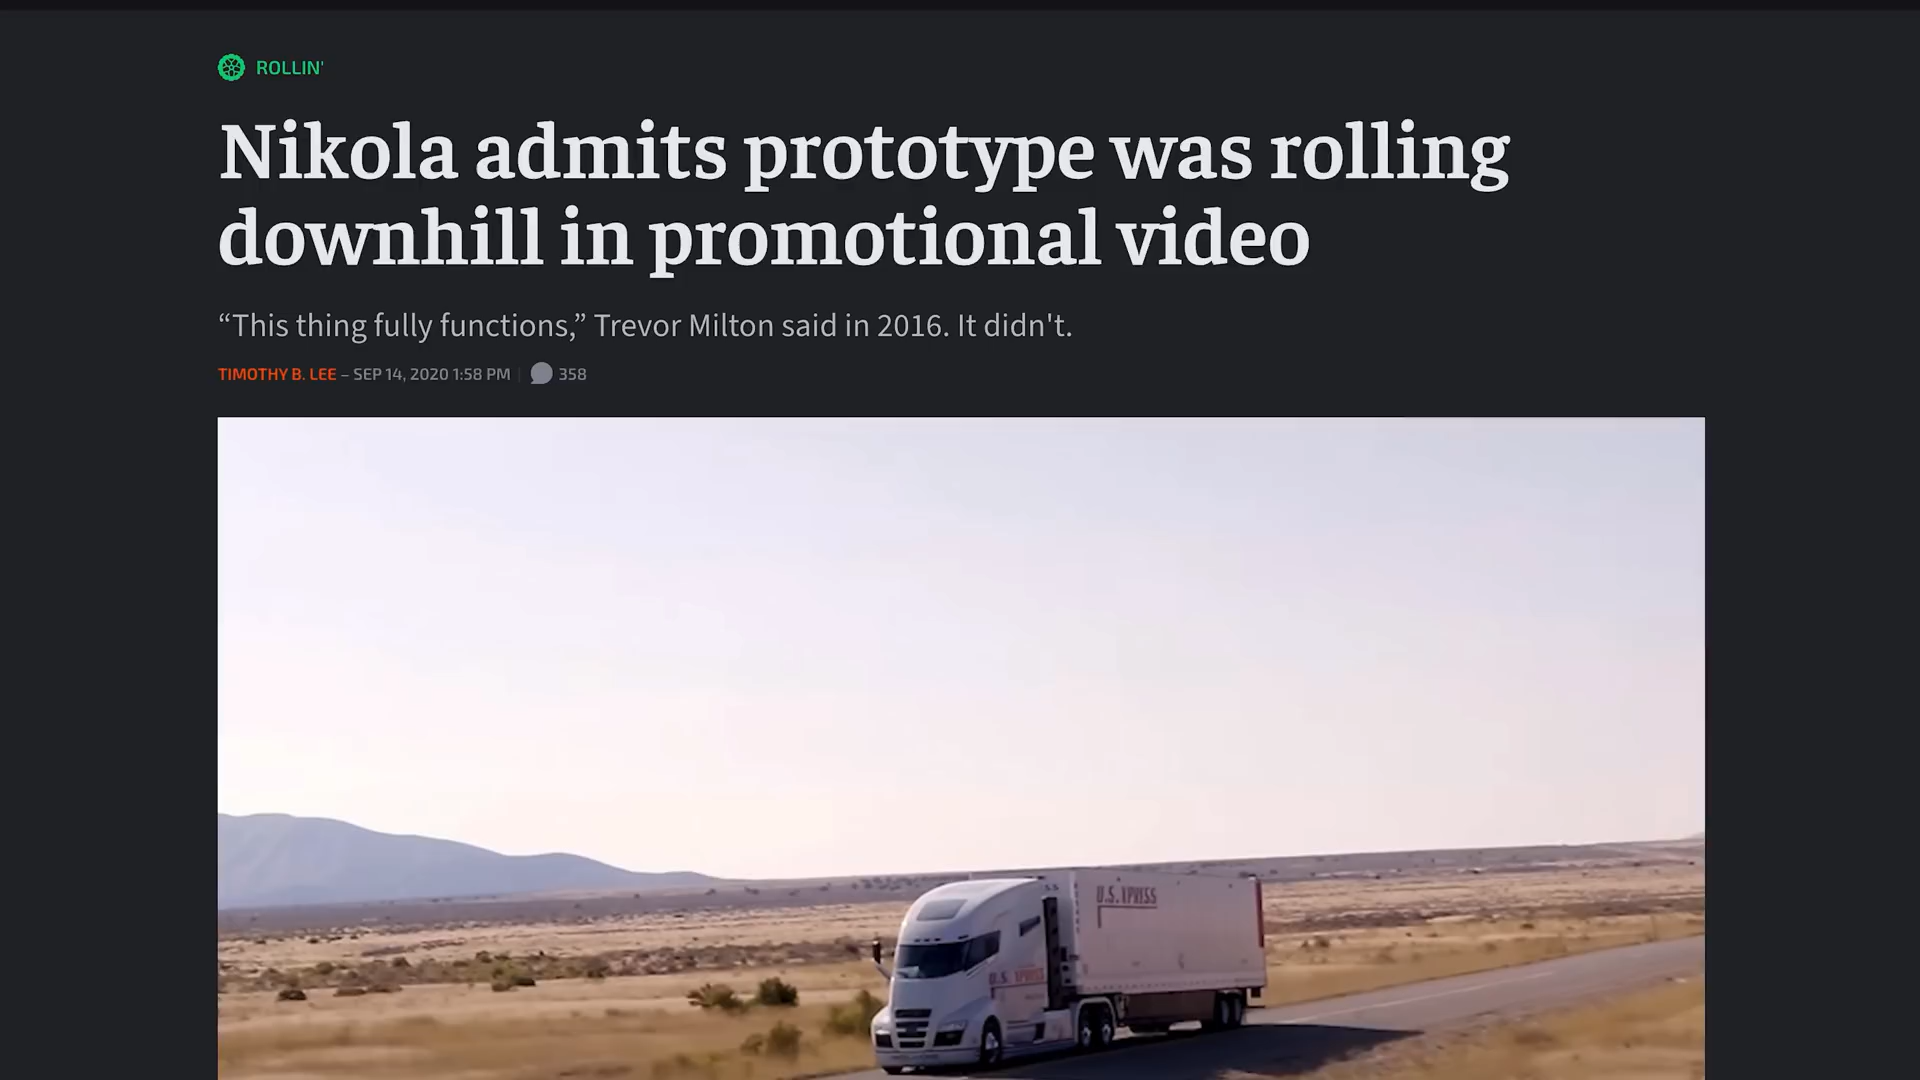 ROLLIN'
Nikola admits prototype was rolling
downhill in promotional video
“This thing fully functions,” Trevor Milton said in 2016. It didn't.
TIMOTHY B. LEE – SEP 14, 2020 1:58 PM 358
U.S. XPRESS
U.S. XPRESS